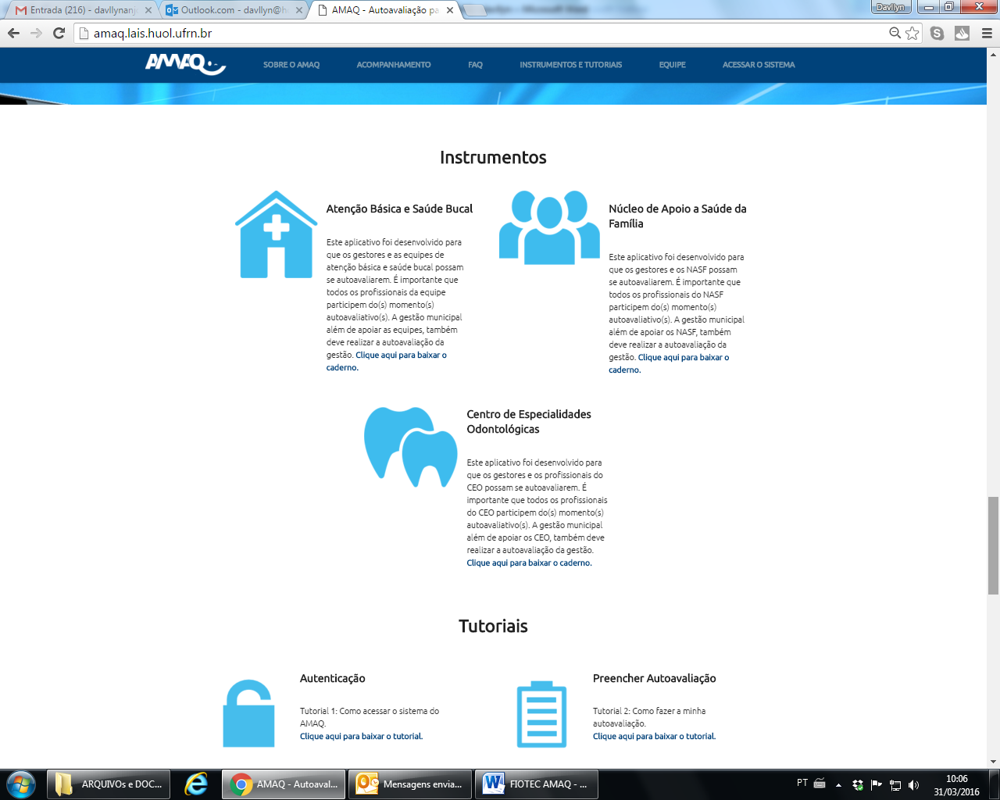 Entrada (216) - davllynanj
Outlook.com - davllyn@h
AMAQ - Autoavaliação pa
Davllyn
amaq.lais.huol.ufrn.br
AMAQ
SOBRE O AMAQ
ACOMPANHAMENTO
FAQ
INSTRUMENTOS E TUTORIAIS
EQUIPE
ACESSAR O SISTEMA
Instrumentos
Atenção Básica e Saúde Bucal
Este aplicativo foi desenvolvido para
que os gestores e as equipes de
atenção básica e saúde bucal possam
se autoavaliarem. É importante que
todos os profissionais da equipe
participem do(s) momento(s)
autoavaliativo(s). A gestão municipal
além de apoiar as equipes, também
deve realizar a autoavaliação da
gestão. Clique aqui para baixar o
caderno.
Núcleo de Apoio a Saúde da
Família
Este aplicativo foi desenvolvido para
que os gestores e os NASF possam
se autoavaliarem. É importante que
todos os profissionais do NASF
participem do(s) momento(s)
autoavaliativo(s). A gestão municipal
além de apoiar os NASF, também
deve realizar a autoavaliação da
gestão. Clique aqui para baixar o
caderno.
Centro de Especialidades
Odontológicas
Este aplicativo foi desenvolvido para
que os gestores e os profissionais do
CEO possam se autoavaliarem. É
importante que todos os profissionais
do CEO participem do(s) momento(s)
autoavaliativo(s). A gestão municipal
além de apoiar os CEO, também deve
realizar a autoavaliação da gestão.
Clique aqui para baixar o caderno.
Tutoriais
Autenticação
Tutorial 1: Como acessar o sistema do
AMAQ.
Clique aqui para baixar o tutorial.
Preencher Autoavaliação
Tutorial 2: Como fazer a minha
autoavaliação.
Clique aqui para baixar o tutorial.
ARQUIVOs e DOC...
AMAQ - Autoaval...
Mensagens envia...
FIOTEC AMAQ - ...
PT
10:06
31/03/2016